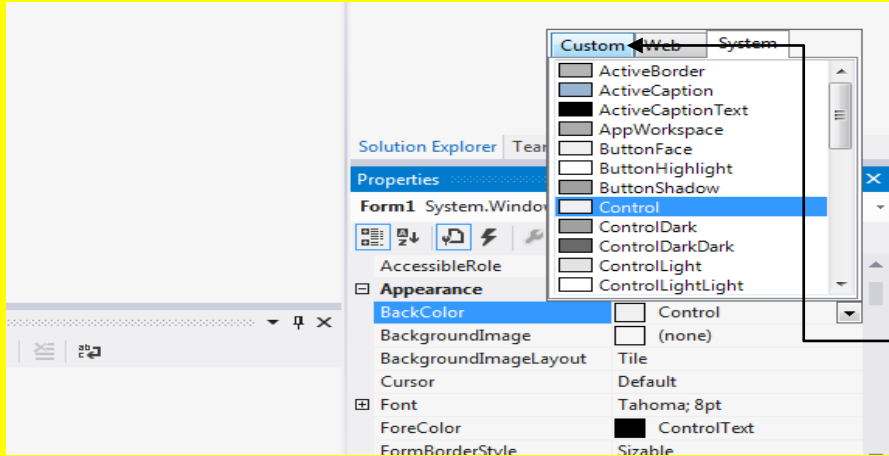 Custom Web System
ActiveBorder
ActiveCaption
ActiveCaptionText
AppWorkspace
ButtonFace
ButtonHighlight
ButtonShadow
Control
ControlDark
ControlDarkDark
ControlLight
ControlLightLight
Solution Explorer Tear
Properties
Form1 System.Window
AccessibleRole
Appearance
BackColor Control
BackgroundImage (none)
BackgroundImageLayout Tile
Cursor Default
Font Tahoma; 8pt
ForeColor ControlText
FormBorderStyle Sizable